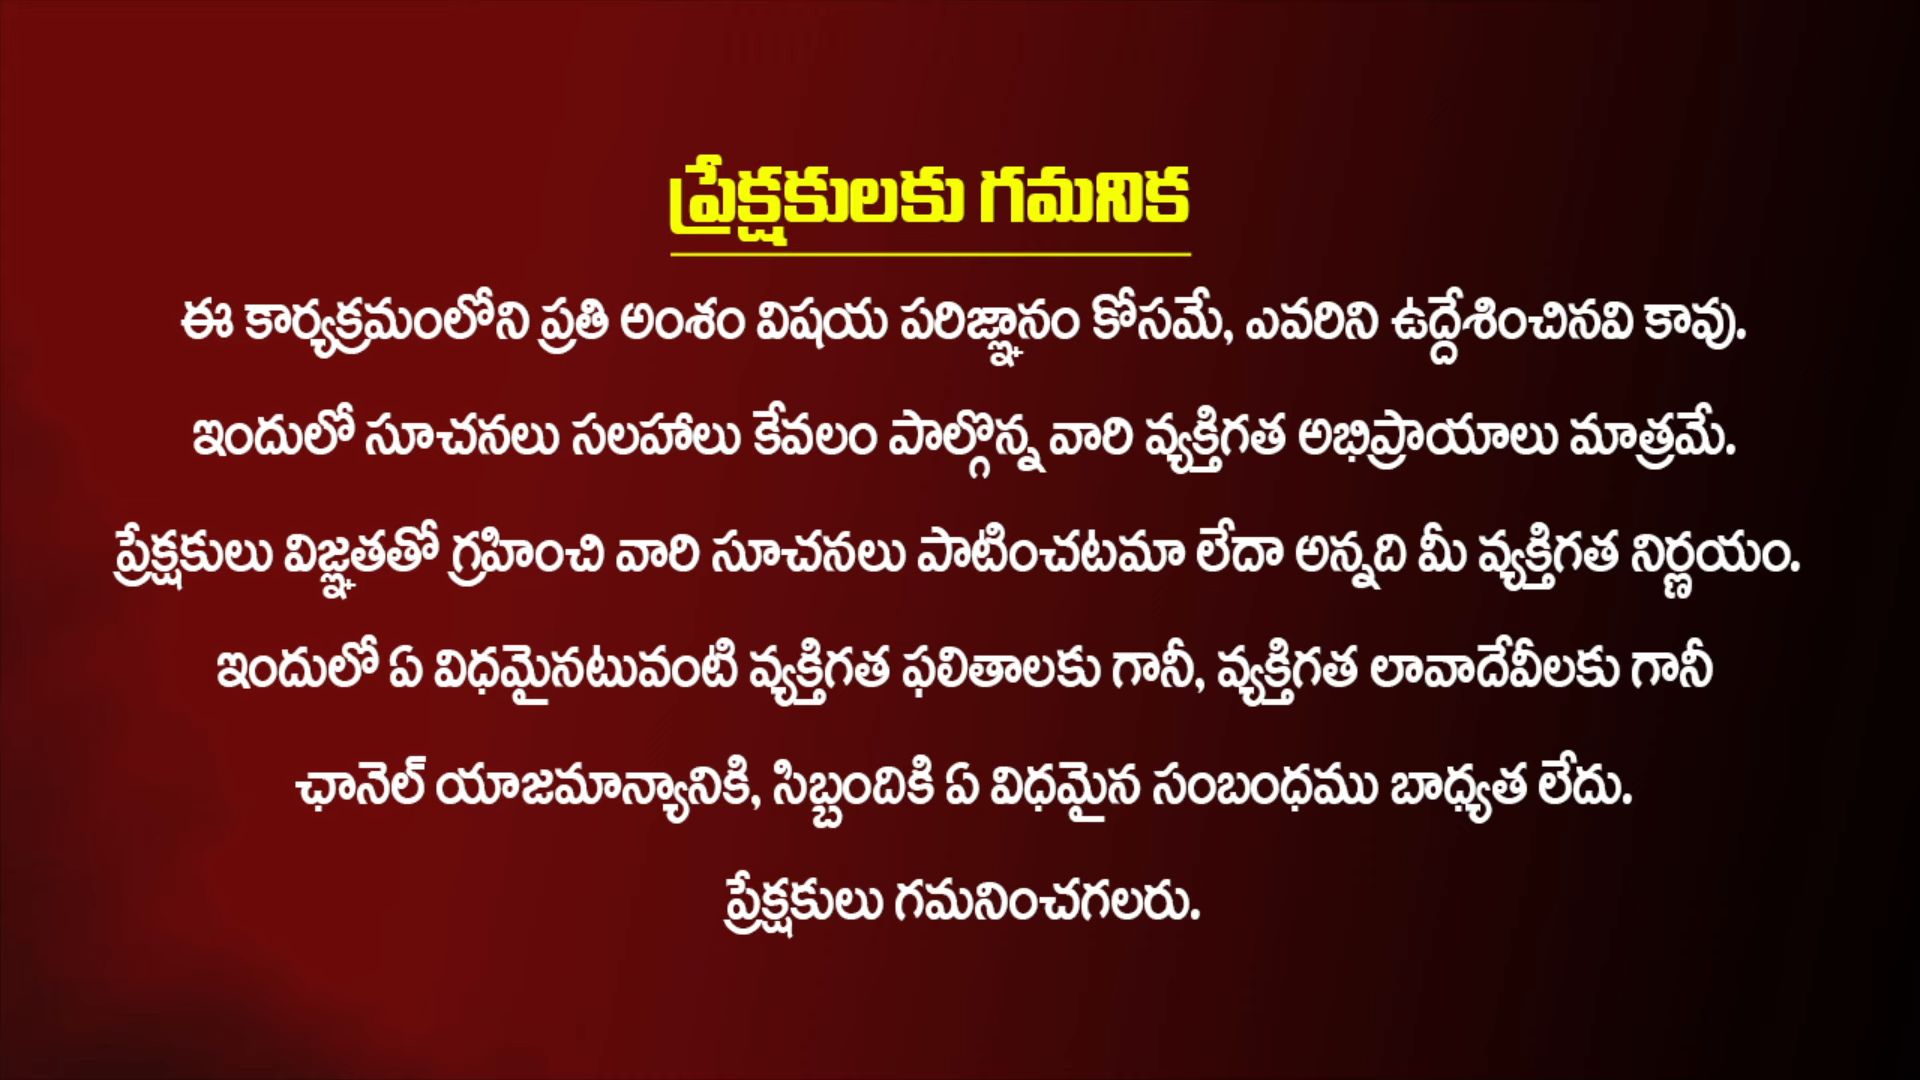 ప్రేక్షకులకు గమనిక
ఈ కార్యక్రమంలోని ప్రతి అంశం విషయ పరిజ్ఞానం కోసమే, ఎవరిని ఉద్దేశించినవి కావు.
ఇందులో సూచనలు సలహాలు కేవలం పాల్గొన్న వారి వ్యక్తిగత అభిప్రాయాలు మాత్రమే.
ప్రేక్షకులు విజ్ఞతతో గ్రహించి వారి సూచనలు పాటించటమా లేదా అన్నది మీ వ్యక్తిగత నిర్ణయం.
ఇందులో ఏ విధమైనటువంటి వ్యక్తిగత ఫలితాలకు గానీ, వ్యక్తిగత లావాదేవీలకు గానీ
ఛానెల్ యాజమాన్యానికి, సిబ్బందికి ఏ విధమైన సంబంధము బాధ్యత లేదు.
ప్రేక్షకులు గమనించగలరు.